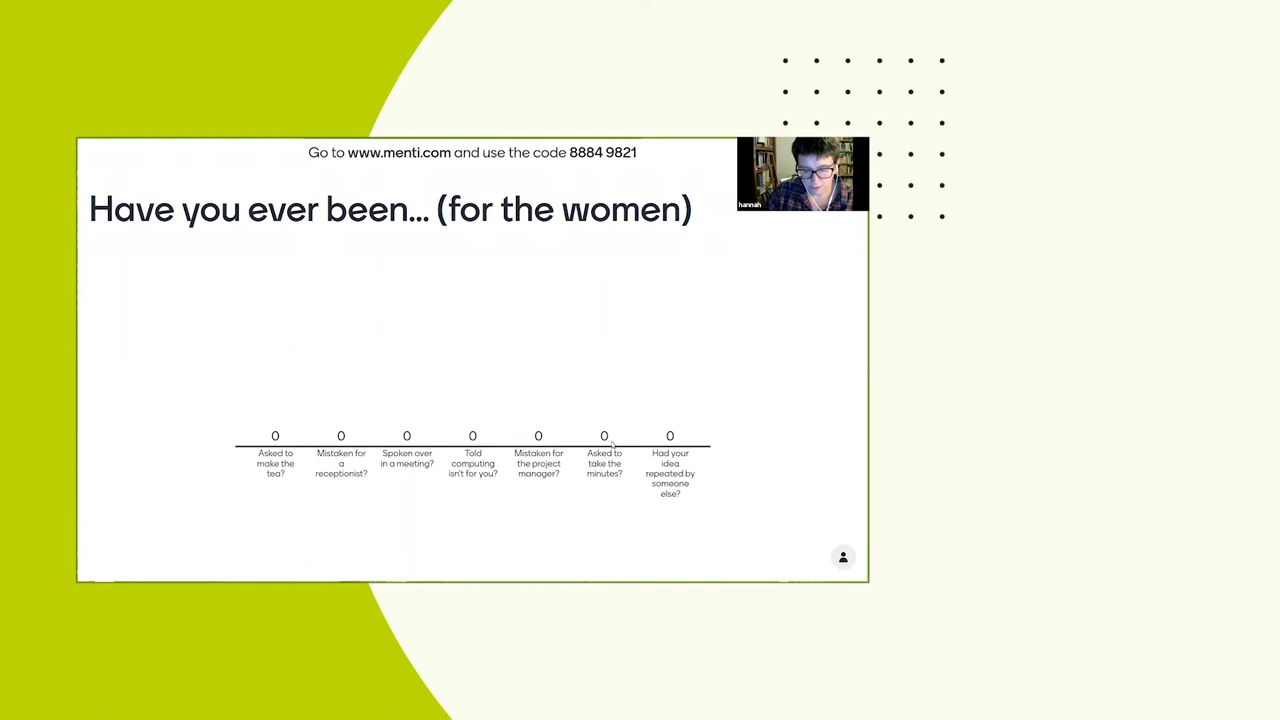 Go to www.menti.com and use the code 8884 9821
hannah
Have you ever been... (for the women)
0 0 0 0 0 0 0
Asked to make the tea?
Mistaken for a receptionist?
Spoken over in a meeting?
Told computing isn't for you?
Mistaken for the project manager?
Asked to take the minutes?
Had your idea repeated by someone else?